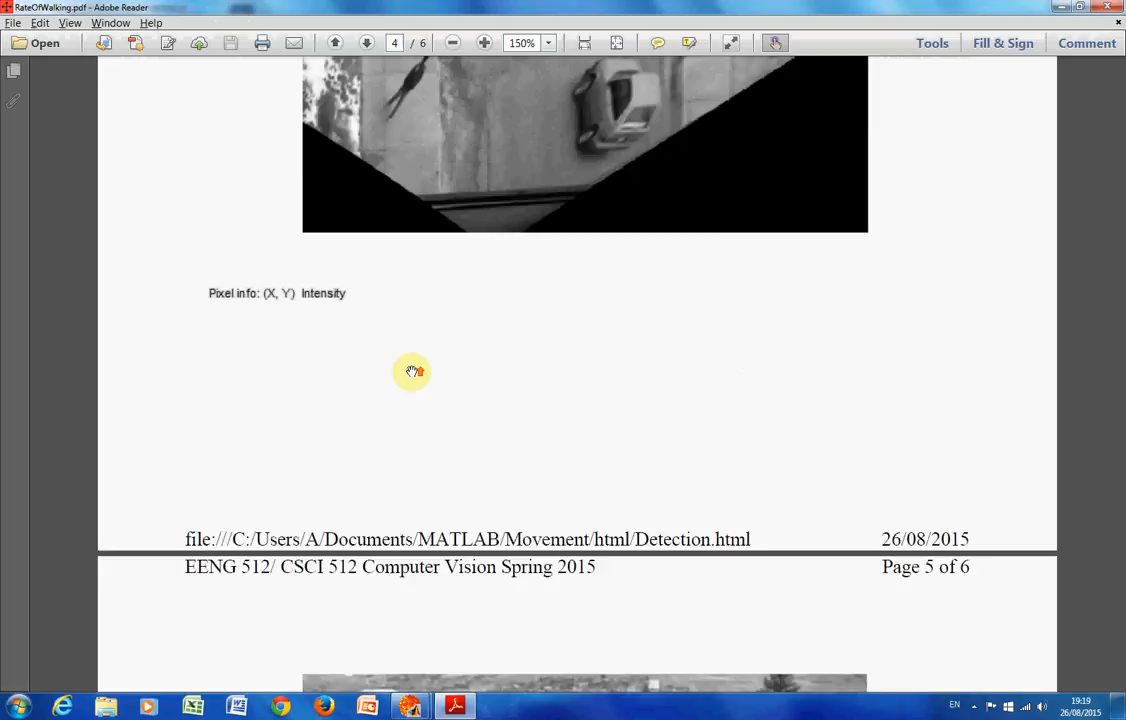 RateOfWalking.pdf - Adobe Reader
File Edit View Window Help
Open 4 / 6 150% Tools Fill & Sign Comment
Pixel info: (X, Y) Intensity
file:///C:/Users/A/Documents/MATLAB/Movement/html/Detection.html 26/08/2015
EENG 512/ CSCI 512 Computer Vision Spring 2015 Page 5 of 6
EN 19:19
26/08/2015